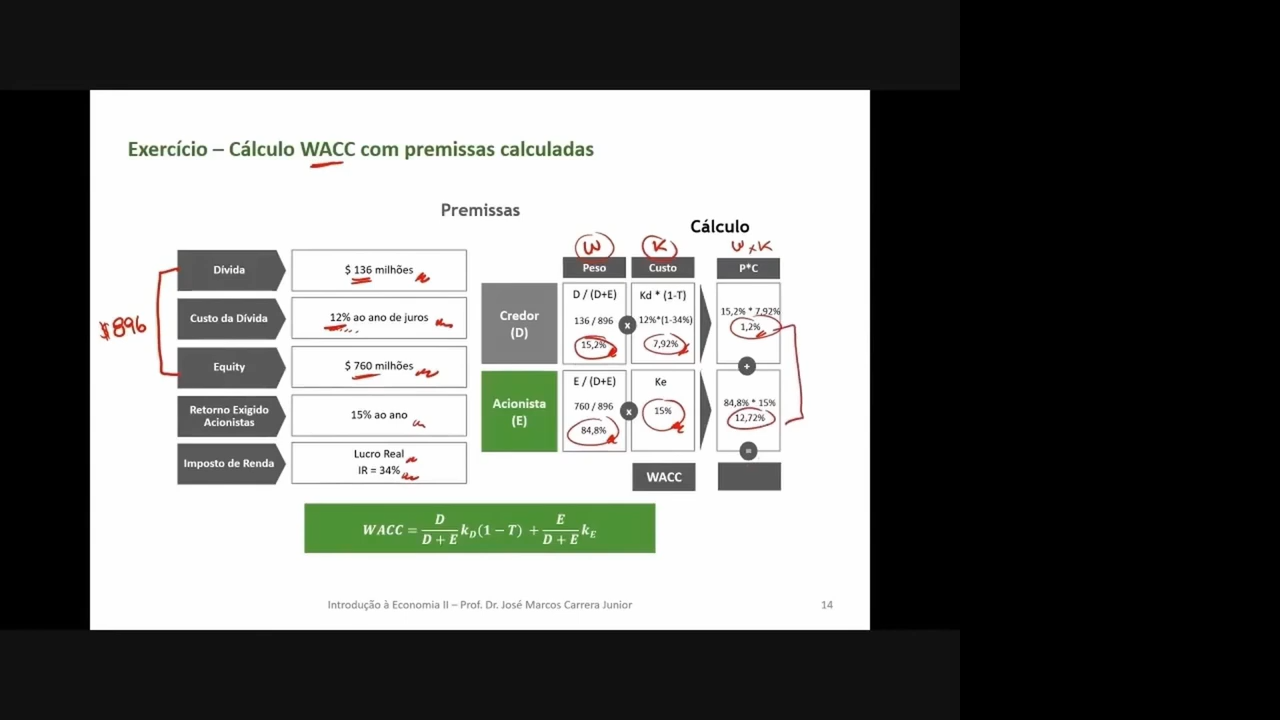 Exercício – Cálculo WACC com premissas calculadas
Premissas
Cálculo
$896
Dívida
$ 136 milhões
Custo da Dívida
12% ao ano de juros
Equity
$ 760 milhões
Retorno Exigido
Acionistas
15% ao ano
Imposto de Renda
Lucro Real
IR = 34%
W
K
W x K
Peso
Custo
P*C
Credor
(D)
D / (D+E)
136 / 896
15,2%
x
Kd * (1-T)
12%*(1-34%)
7,92%
15,2% * 7,92%
1,2%
+
Acionista
(E)
E / (D+E)
760 / 896
84,8%
x
Ke
15%
84,8% * 15%
12,72%
=
WACC
WACC = D/(D + E) k_D(1 − T) + E/(D + E) k_E
Introdução à Economia II – Prof. Dr. José Marcos Carrera Junior
14